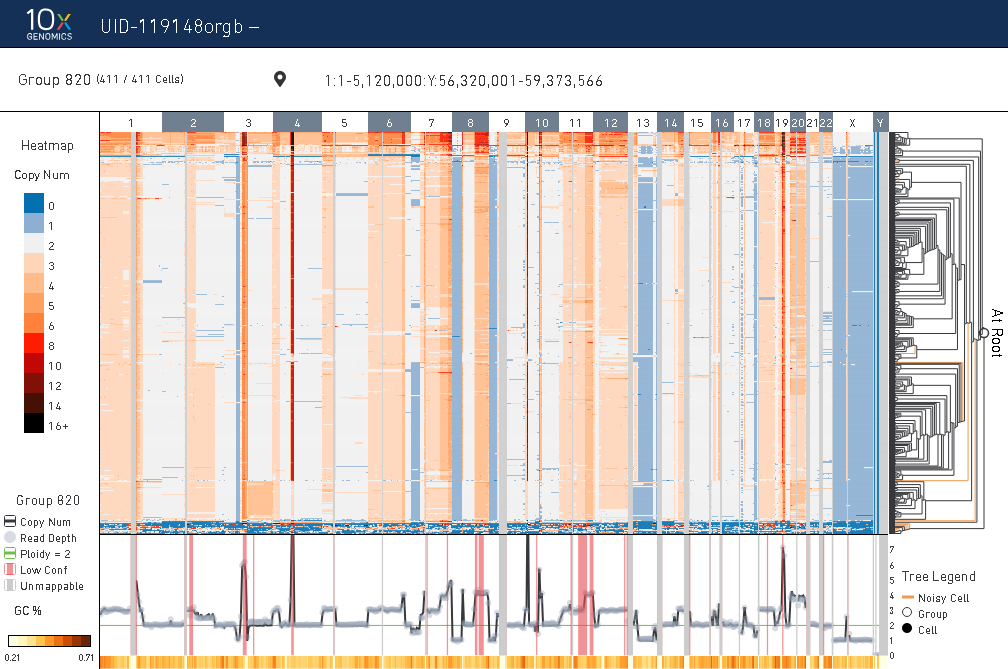 10x
GENOMICS
UID-119148orgb –
Group 820 (411 / 411 Cells)
1:1-5,120,000:Y:56,320,001-59,373,566
1 2 3 4 5 6 7 8 9 10 11 12 13 14 15 16 17 18 19 20 21 22 X Y
Heatmap
Copy Num
0
1
2
3
4
5
6
8
10
12
14
16+
At Root
Group 820
Copy Num
Read Depth
Ploidy = 2
Low Conf
Unmappable
GC %
0.21 0.71
7
6
5
4
3
2
1
0
Tree Legend
Noisy Cell
Group
Cell